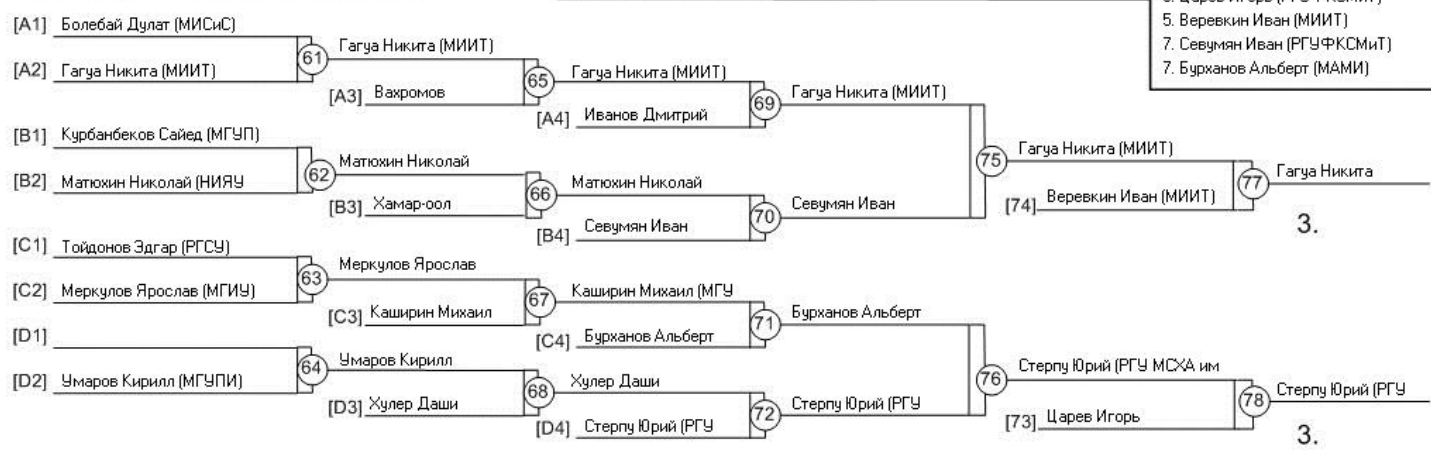 5. Веревкин Иван (МИИТ)
7. Севумян Иван (РГУФКСМиТ)
7. Бурханов Альберт (МАМИ)
[A1] Болебай Дулат (МИСиС)
61 Гагуа Никита (МИИТ)
[A2] Гагуа Никита (МИИТ)
65 Гагуа Никита (МИИТ)
[A3] Вахромов
69 Гагуа Никита (МИИТ)
[A4] Иванов Дмитрий
[B1] Курбанбеков Сайед (МГУП)
62 Матюхин Николай
[B2] Матюхин Николай (НИЯУ
66 Матюхин Николай
[B3] Хамар-оол
70 Севумян Иван
[B4] Севумян Иван
75 Гагуа Никита (МИИТ)
[74] Веревкин Иван (МИИТ)
77 Гагуа Никита
3.
[C1] Тойдонов Эдгар (РГСУ)
63 Меркулов Ярослав
[C2] Меркулов Ярослав (МГИУ)
67 Каширин Михаил (МГУ
[C3] Каширин Михаил
71 Бурханов Альберт
[C4] Бурханов Альберт
[D1]
64 Умаров Кирилл
[D2] Умаров Кирилл (МГУПИ)
68 Хулер Даши
[D3] Хулер Даши
72 Стерпу Юрий (РГУ
[D4] Стерпу Юрий (РГУ
76 Стерпу Юрий (РГУ МСХА им
[73] Царев Игорь
78 Стерпу Юрий (РГУ
3.